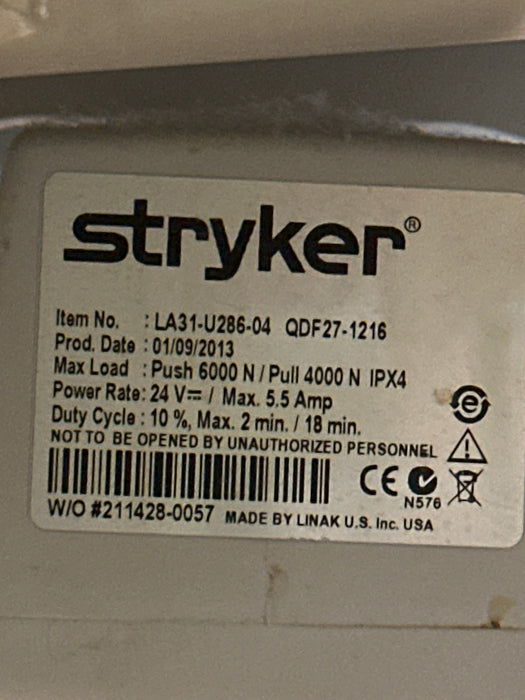 stryker®
Item No. : LA31-U286-04 QDF27-1216
Prod. Date : 01/09/2013
Max Load : Push 6000 N / Pull 4000 N IPX4
Power Rate: 24 V⎓ / Max. 5.5 Amp
Duty Cycle : 10 %, Max. 2 min. / 18 min.
NOT TO BE OPENED BY UNAUTHORIZED PERSONNEL
CE
N576
W/O #211428-0057 MADE BY LINAK U.S. Inc. USA